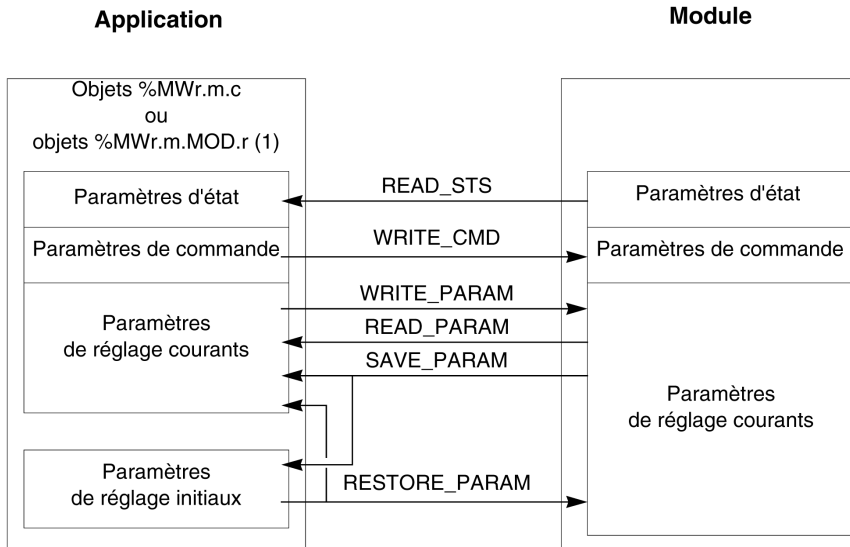 Application
Module
Objets %MWr.m.c
ou
objets %MWr.m.MOD.r (1)
Paramètres d'état
READ_STS
Paramètres d'état
Paramètres de commande
WRITE_CMD
Paramètres de commande
WRITE_PARAM
Paramètres
de réglage courants
READ_PARAM
SAVE_PARAM
Paramètres
de réglage courants
Paramètres
de réglage initiaux
RESTORE_PARAM